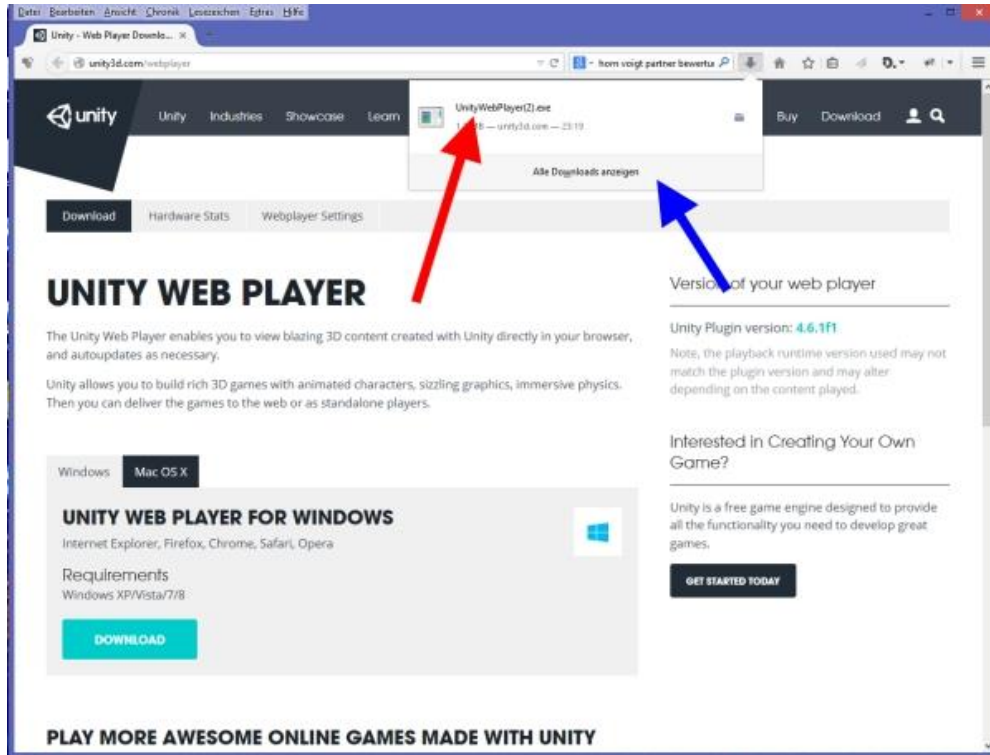 Datei Bearbeiten Ansicht Chronik Lesezeichen Extras Hilfe
Unity - Web Player Downlo...
unity3d.com/webplayer
horn voigt partner bewertu
unity Unity Industries Showcase Learn Buy Download
UnityWebPlayer(2).exe
MB — unity3d.com — 23:19
Alle Downloads anzeigen
Download Hardware Stats Webplayer Settings
UNITY WEB PLAYER
The Unity Web Player enables you to view blazing 3D content created with Unity directly in your browser,
and autoupdates as necessary.
Unity allows you to build rich 3D games with animated characters, sizzling graphics, immersive physics.
Then you can deliver the games to the web or as standalone players.
Windows Mac OS X
UNITY WEB PLAYER FOR WINDOWS
Internet Explorer, Firefox, Chrome, Safari, Opera
Requirements
Windows XP/Vista/7/8
DOWNLOAD
Version of your web player
Unity Plugin version: 4.6.1f1
Note, the playback runtime version used may not
match the plugin version and may alter
depending on the content played.
Interested in Creating Your Own
Game?
Unity is a free game engine designed to provide
all the functionality you need to develop great
games.
GET STARTED TODAY
PLAY MORE AWESOME ONLINE GAMES MADE WITH UNITY